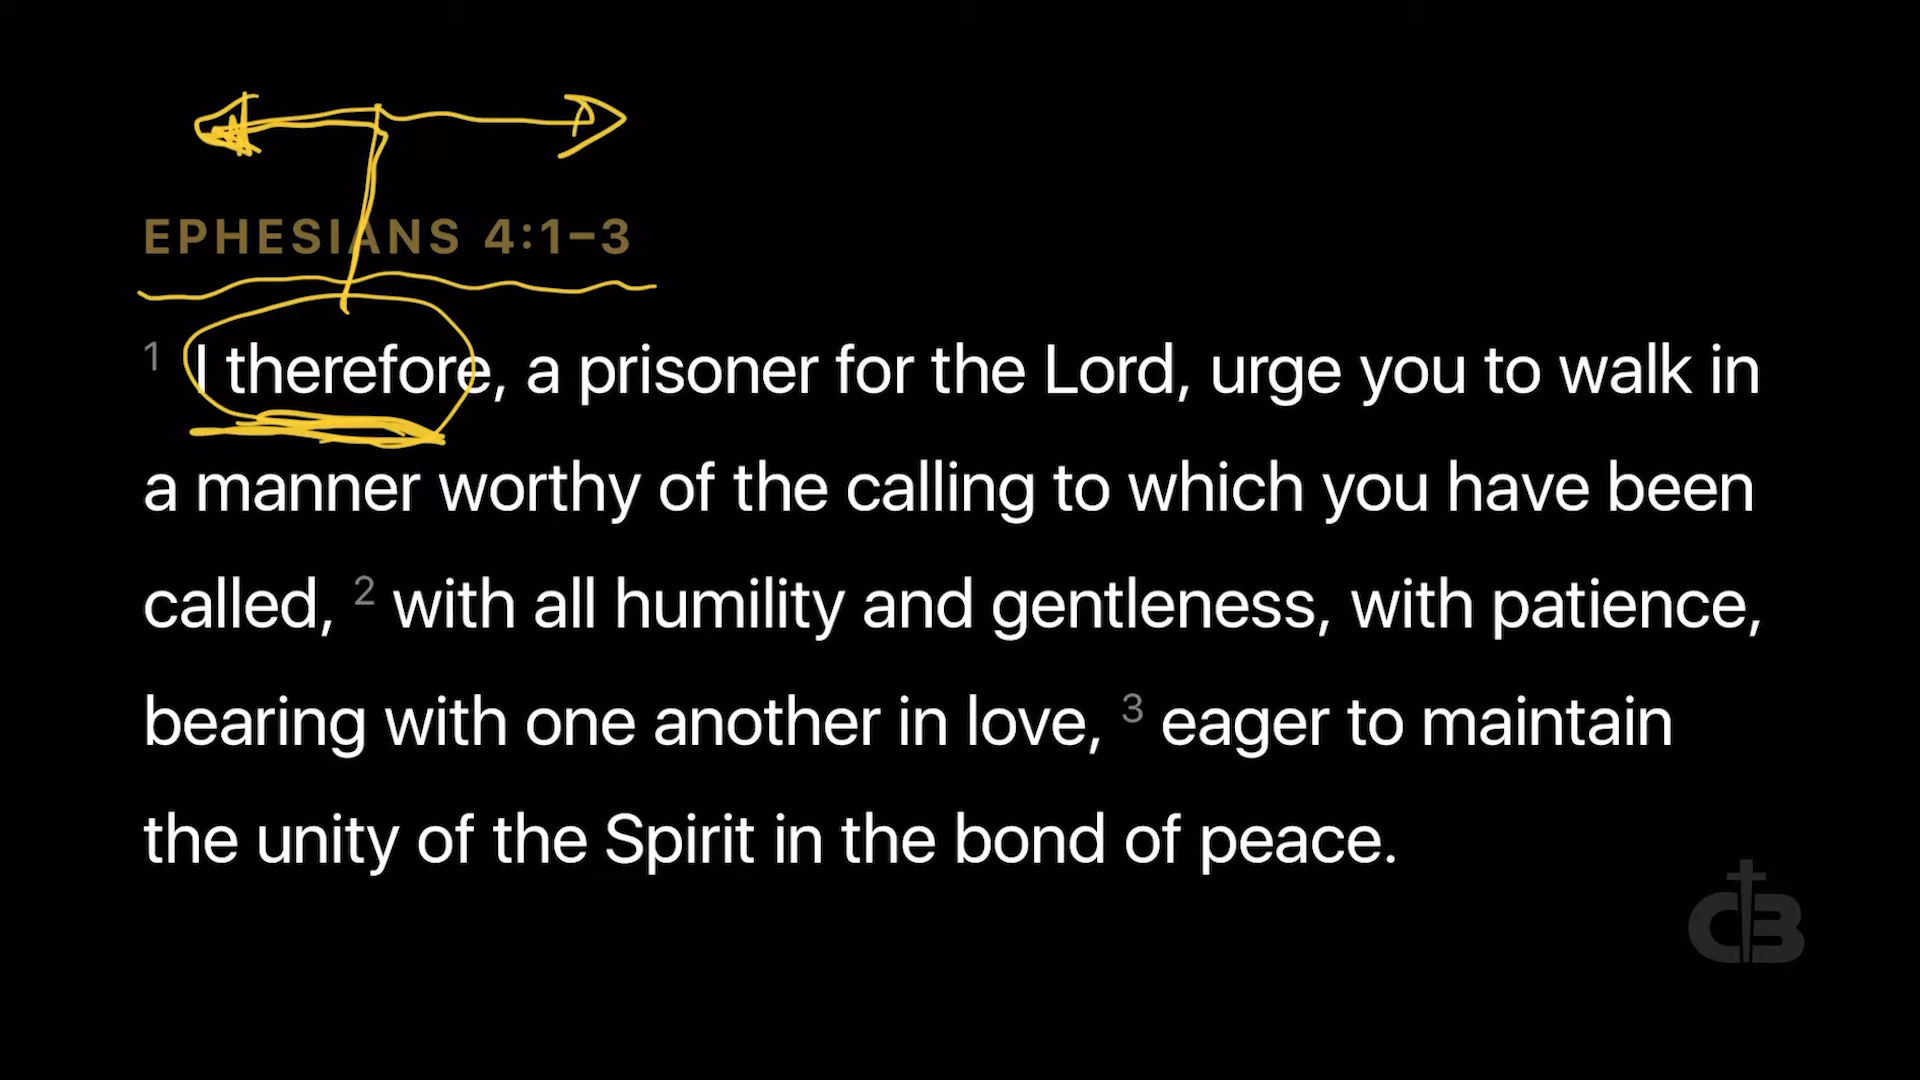 EPHESIANS 4:1–3
1 I therefore, a prisoner for the Lord, urge you to walk in
a manner worthy of the calling to which you have been
called, 2 with all humility and gentleness, with patience,
bearing with one another in love, 3 eager to maintain
the unity of the Spirit in the bond of peace.
CB